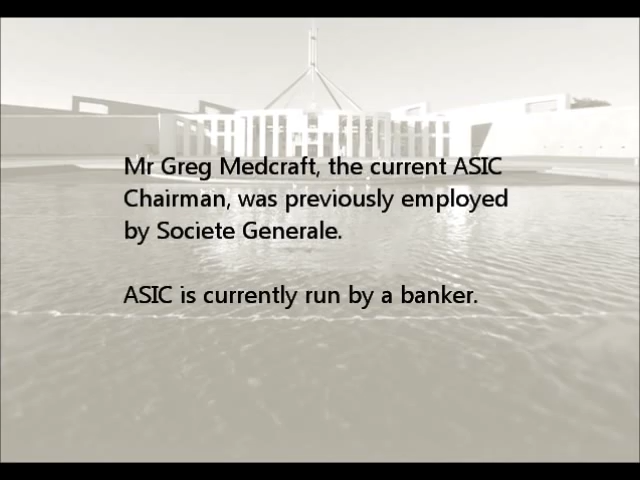 Mr Greg Medcraft, the current ASIC
Chairman, was previously employed
by Societe Generale.
ASIC is currently run by a banker.